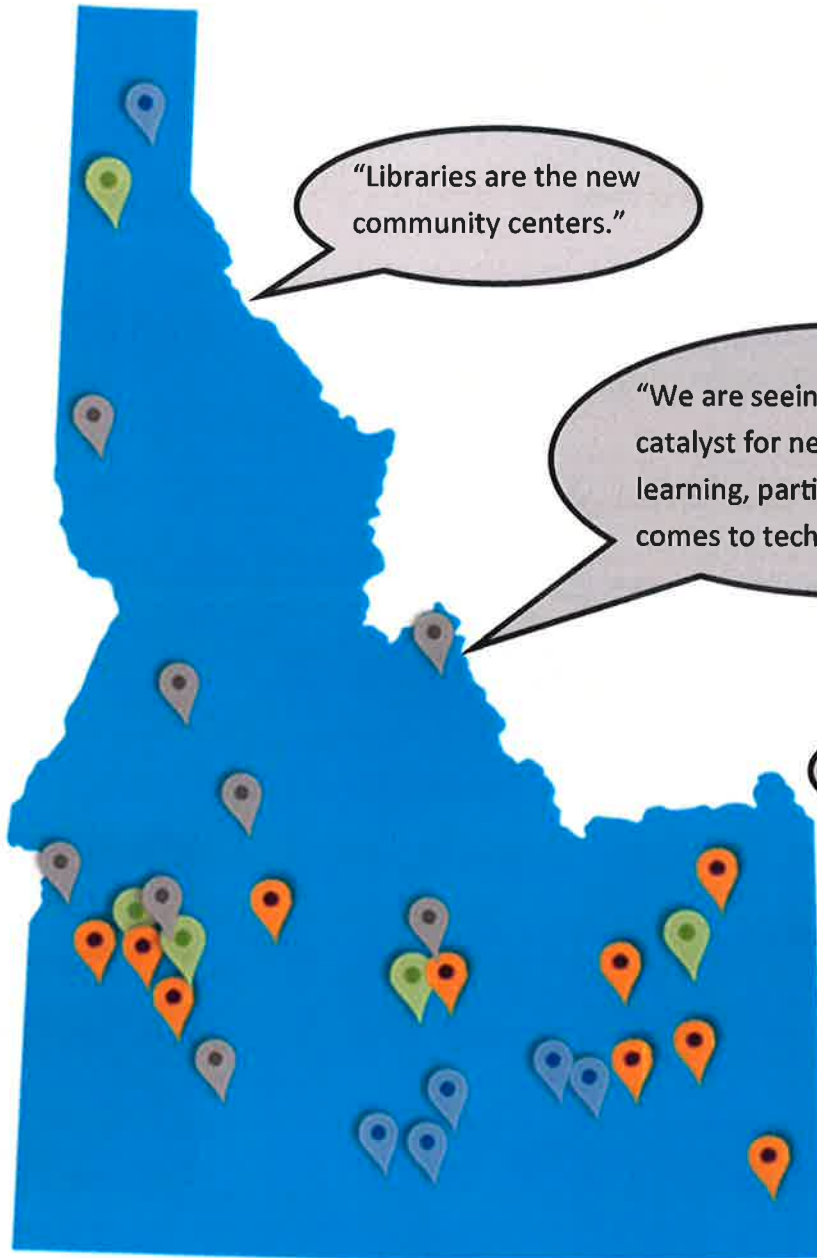 “Libraries are the new
community centers.”
“We are seein
catalyst for ne
learning, parti
comes to tech